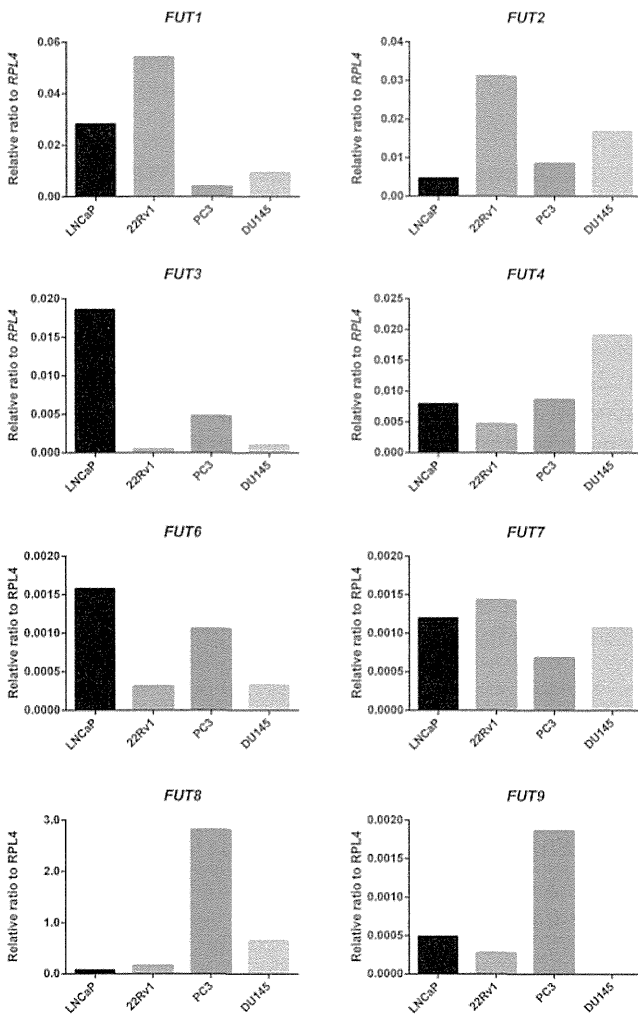 FUT1
Relative ratio to RPL4
0.06
0.04
0.02
0.00
LNCaP
22Rv1
PC3
DU145
FUT2
Relative ratio to RPL4
0.04
0.03
0.02
0.01
0.00
LNCaP
22Rv1
PC3
DU145
FUT3
Relative ratio to RPL4
0.020
0.015
0.010
0.005
0.000
LNCaP
22Rv1
PC3
DU145
FUT4
Relative ratio to RPL4
0.025
0.020
0.015
0.010
0.005
0.000
LNCaP
22Rv1
PC3
DU145
FUT6
Relative ratio to RPL4
0.0020
0.0015
0.0010
0.0005
0.0000
LNCaP
22Rv1
PC3
DU145
FUT7
Relative ratio to RPL4
0.0020
0.0015
0.0010
0.0005
0.0000
LNCaP
22Rv1
PC3
DU145
FUT8
Relative ratio to RPL4
3.0
2.0
1.0
0.0
LNCaP
22Rv1
PC3
DU145
FUT9
Relative ratio to RPL4
0.0020
0.0015
0.0010
0.0005
0.0000
LNCaP
22Rv1
PC3
DU145